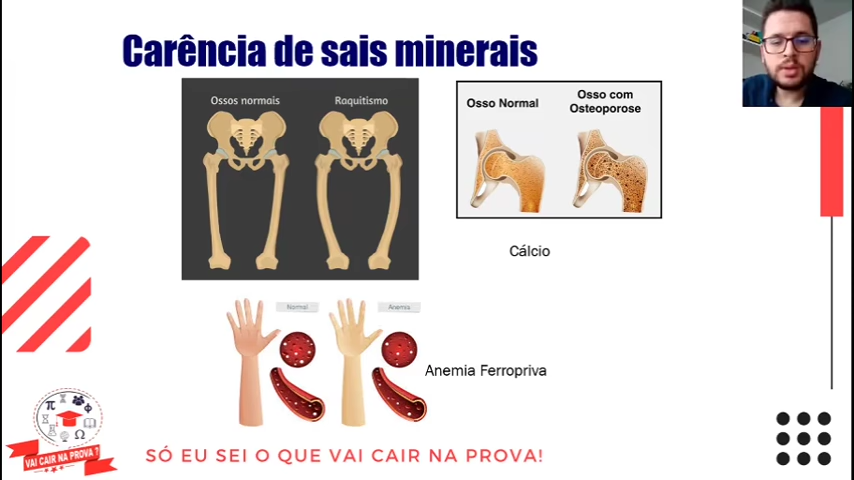 Carência de sais minerais
Ossos normais
Raquitismo
Osso Normal
Osso com
Osteoporose
Cálcio
Normal
Anemia
Anemia Ferropriva
π
Φ
Ω
VAI CAIR NA PROVA ?
SÓ EU SEI O QUE VAI CAIR NA PROVA!